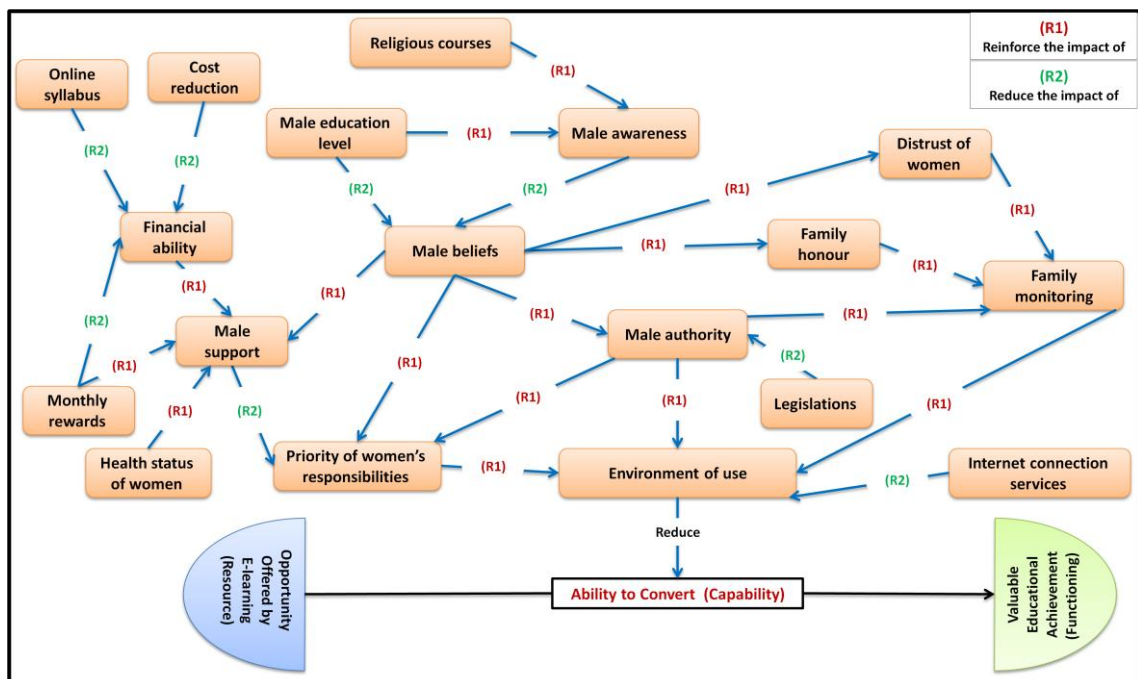 (R1)
Reinforce the impact of
(R2)
Reduce the impact of
Religious courses
Online
syllabus
Cost
reduction
(R1)
Male education
level
(R1)
Male awareness
Distrust of
women
(R2)
(R2)
(R2)
(R2)
(R1)
(R1)
Financial
ability
Male beliefs
(R1)
Family
honour
(R1)
Family
monitoring
(R1)
(R1)
(R1)
Male
support
Male authority
(R1)
(R2)
(R2)
(R1)
(R1)
Monthly
rewards
(R1)
(R2)
(R1)
(R1)
Legislations
(R1)
Health status
of women
Priority of women's
responsibilities
(R1)
Environment of use
(R2)
Internet connection
services
Reduce
Opportunity
Offered by
E-learning
(Resource)
Ability to Convert (Capability)
Valuable
Educational
Achievement
(Functioning)